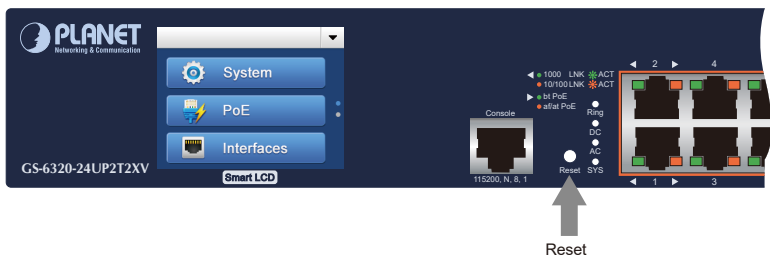 PLANET
Networking & Communication
System
PoE
Interfaces
GS-6320-24UP2T2XV
Smart LCD
1000 LNK ACT
10/100 LNK ACT
bt PoE
af/at PoE
Console
115200, N, 8, 1
Ring
DC
AC
Reset SYS
2 4
1 3
Reset